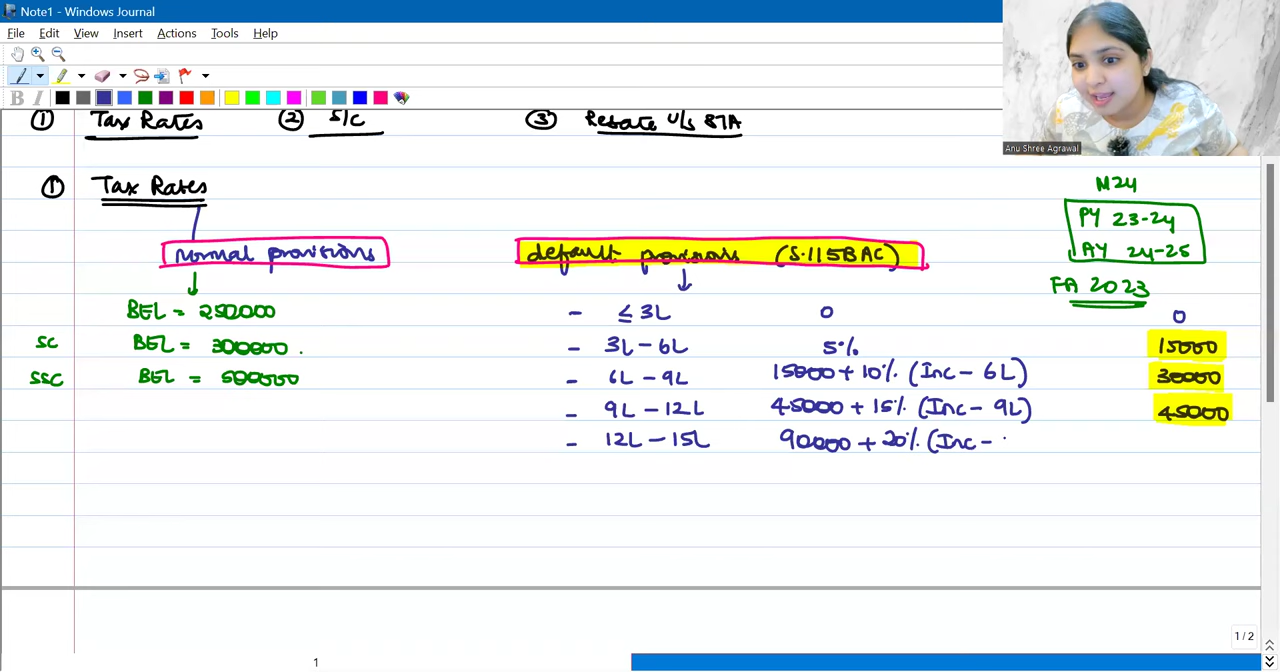 Note1 - Windows Journal
File Edit View Insert Actions Tools Help
B I
Anu Shree Agrawal
① Tax Rates ② S/C ③ Rebate U/s 87A
① Tax Rates
M24
PY 23-24
AY 24-25
FA 2023
normal provisions default provisions (S.115BAC)
BEL = 250000 - ≤ 3L 0 0
SC BEL = 300000. - 3L - 6L 5% 15000
SSC BEL = 500000 - 6L - 9L 15000 + 10% (Inc - 6L) 30000
- 9L - 12L 45000 + 15% (Inc - 9L) 45000
- 12L - 15L 90000 + 20% (Inc -
1 / 2
1